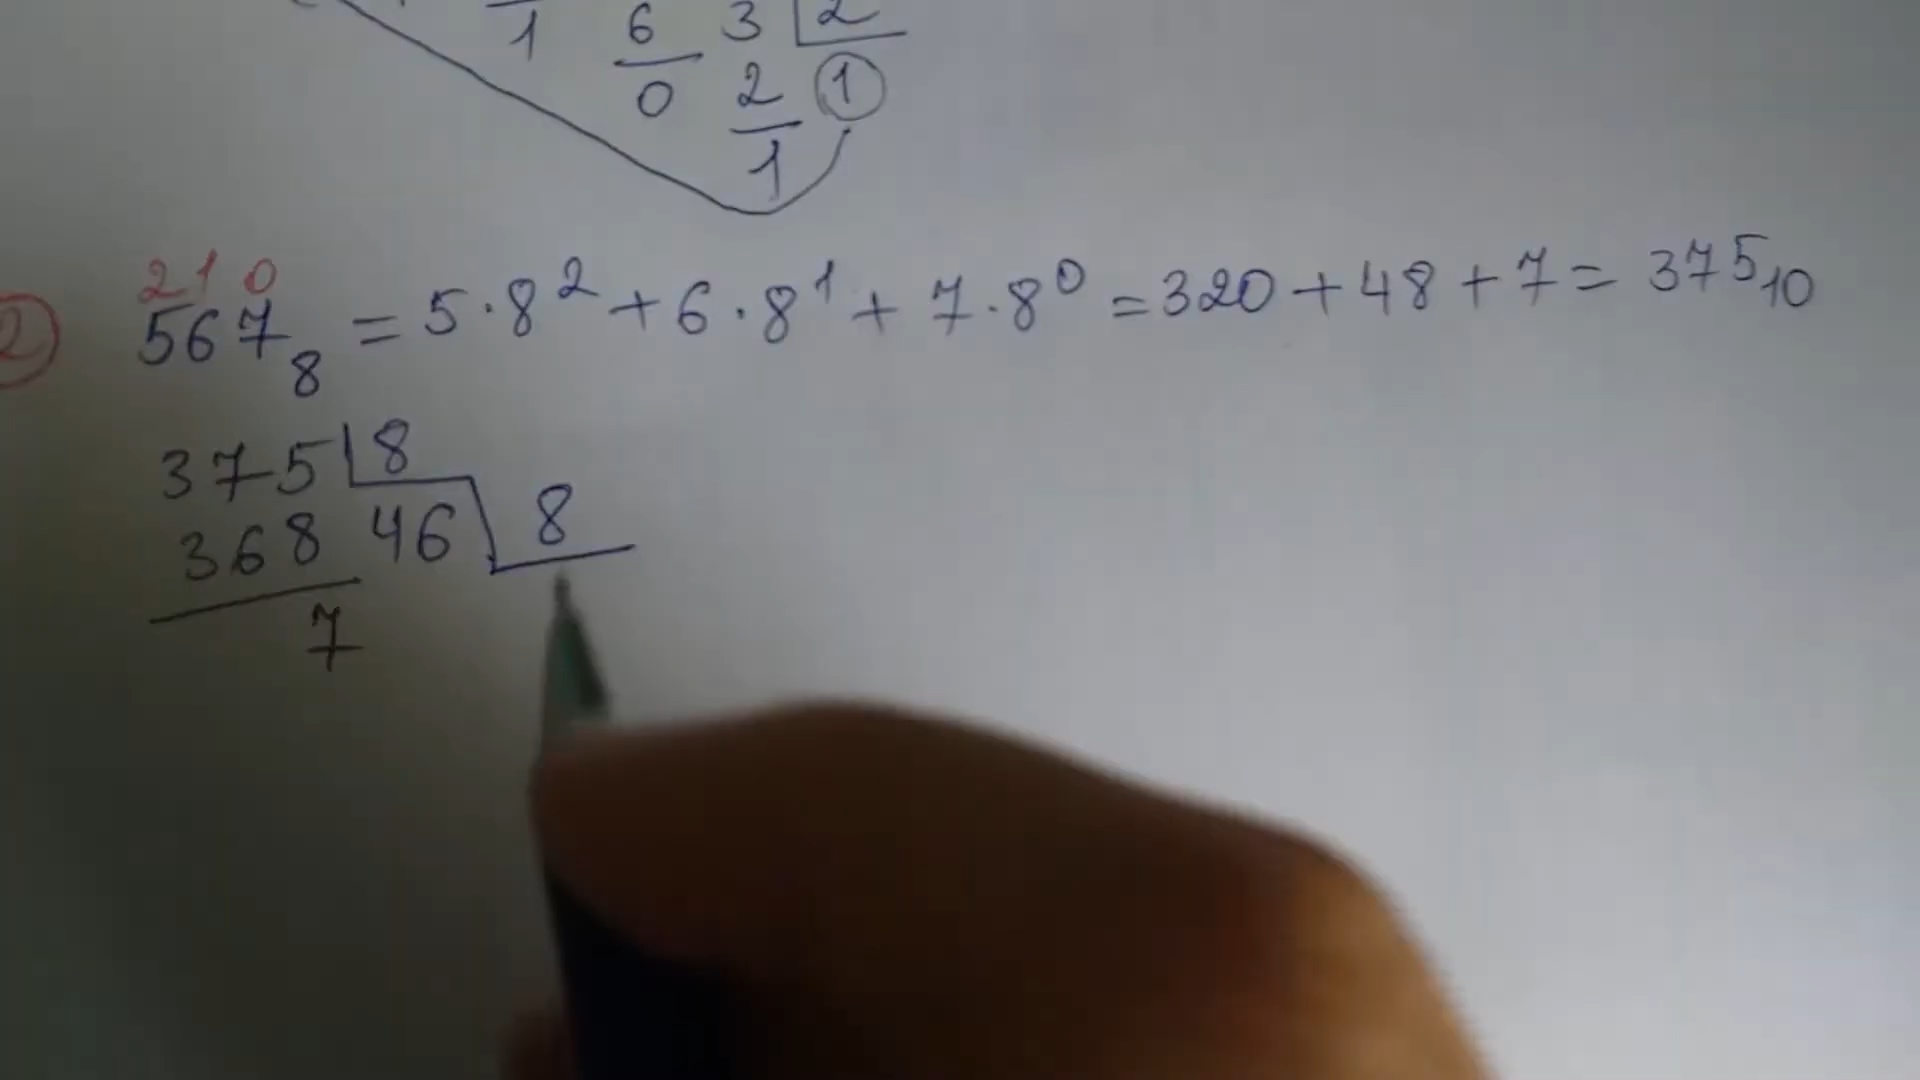 1 6 3 2
0 2 1
1
2 1 0
2) 567₈ = 5·8² + 6·8¹ + 7·8⁰ = 320 + 48 + 7 = 375₁₀
375 8
368 46 8
7